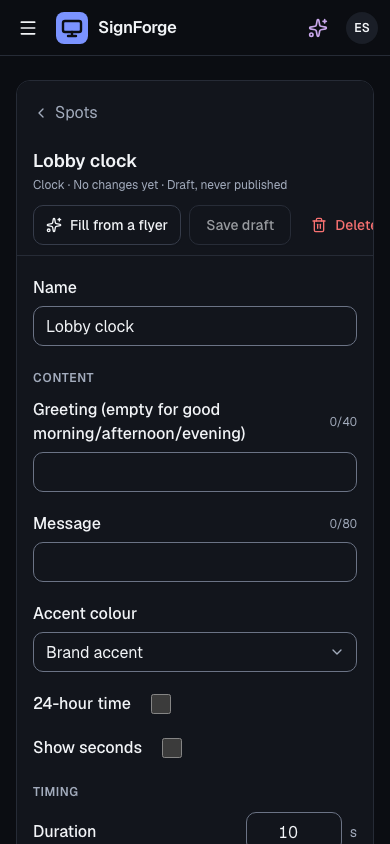 SignForge
ES
Spots
Lobby clock
Clock · No changes yet · Draft, never published
Fill from a flyer
Save draft
Delete
Name
Lobby clock
CONTENT
Greeting (empty for good
morning/afternoon/evening)
0/40
Message
0/80
Accent colour
Brand accent
24-hour time
Show seconds
TIMING
Duration
10
s